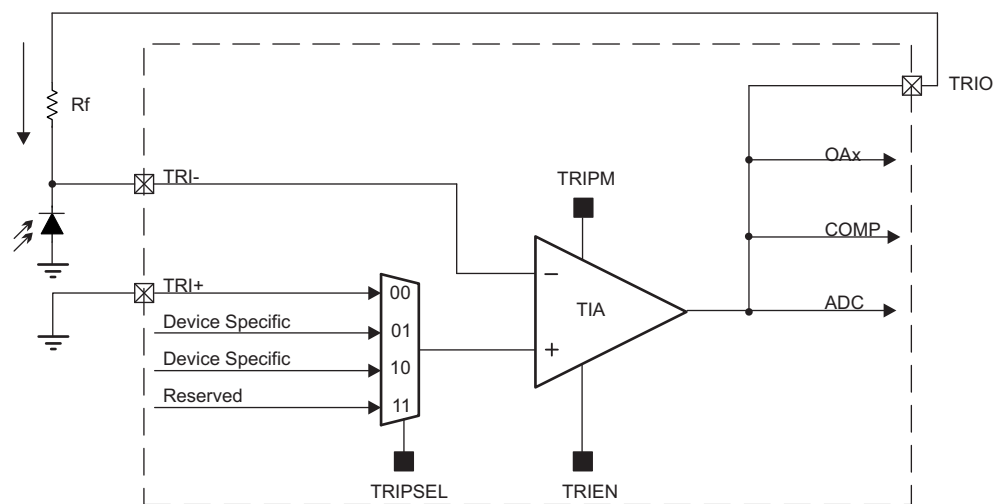 TRIO
Rf
OAx
TRI-
TRIPM
COMP
TRI+
00
−
TIA
ADC
Device Specific
01
Device Specific
10
+
Reserved
11
TRIPSEL
TRIEN